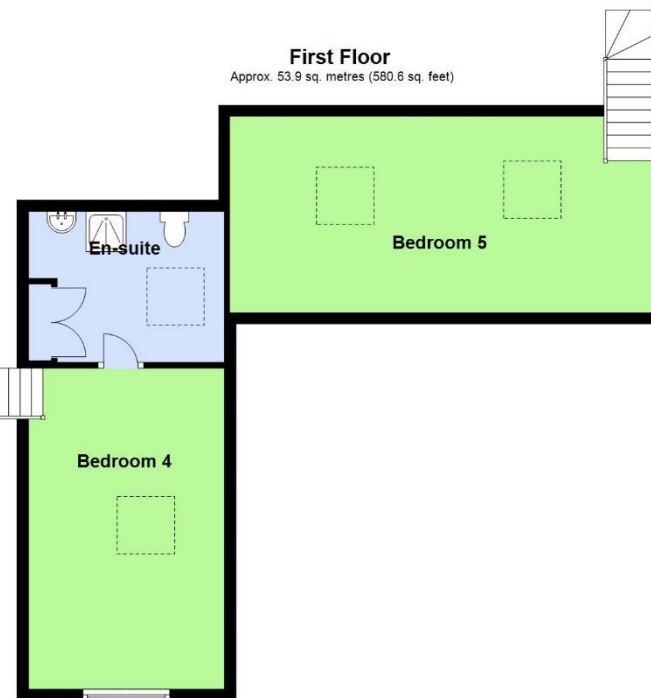 First Floor
Approx. 53.9 sq. metres (580.6 sq. feet)
Bedroom 5
En-suite
Bedroom 4